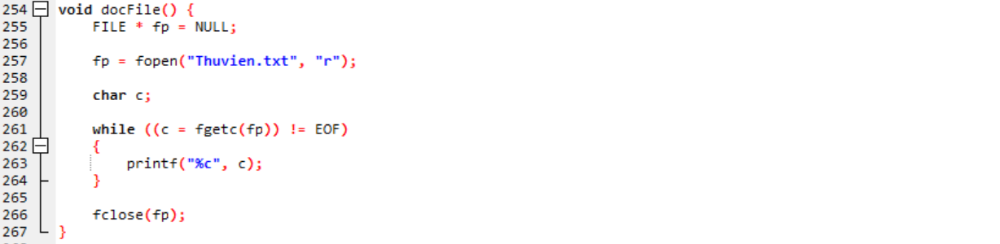 254 void docFile() {
255 FILE * fp = NULL;
256
257 fp = fopen("Thuvien.txt", "r");
258
259 char c;
260
261 while ((c = fgetc(fp)) != EOF)
262 {
263 printf("%c", c);
264 }
265
266 fclose(fp);
267 }